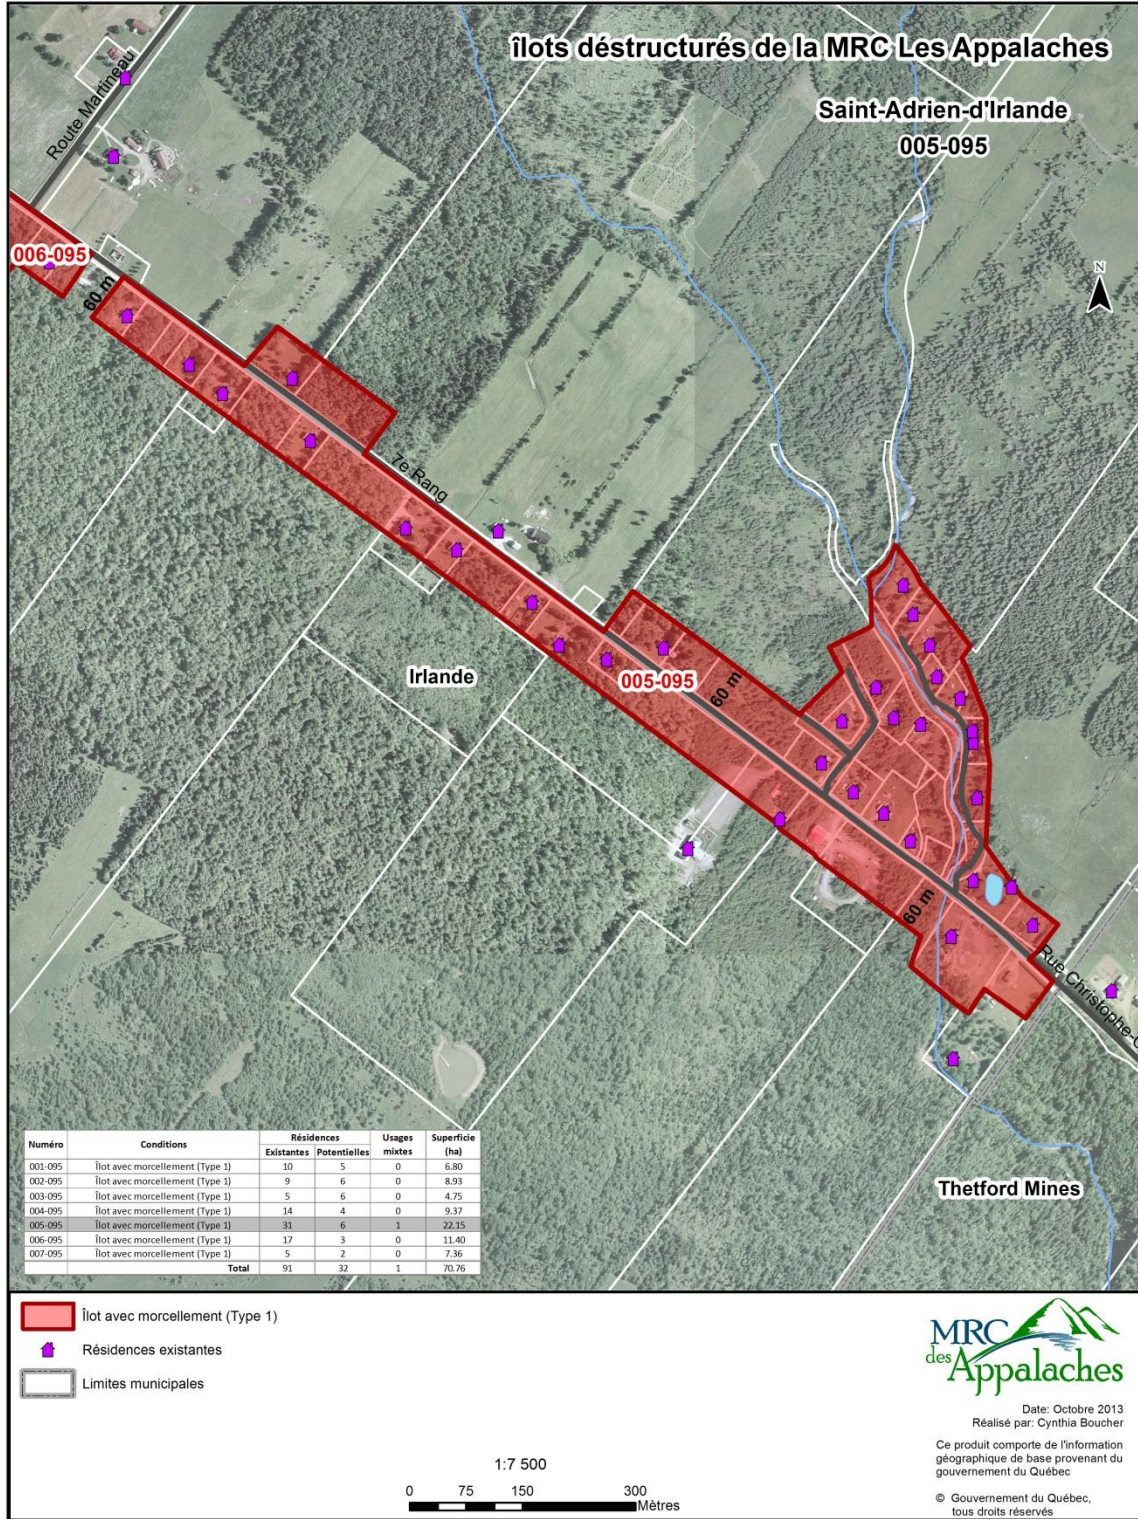 îlots déstructurés de la MRC Les Appalaches
Saint-Adrien-d'Irlande
005-095
Route Martineau
006-095
60 m
N
7e Rang
Irlande
005-095
60 m
60 m
Rue Christophe-C
Thetford Mines
Numéro Conditions Résidences Usages mixtes Superficie (ha)
Existantes Potentielles
001-095 Îlot avec morcellement (Type 1) 10 5 0 6.80
002-095 Îlot avec morcellement (Type 1) 9 6 0 8.93
003-095 Îlot avec morcellement (Type 1) 5 6 0 4.75
004-095 Îlot avec morcellement (Type 1) 14 4 0 9.37
005-095 Îlot avec morcellement (Type 1) 31 6 1 22.15
006-095 Îlot avec morcellement (Type 1) 17 3 0 11.40
007-095 Îlot avec morcellement (Type 1) 5 2 0 7.36
Total 91 32 1 70.76
Îlot avec morcellement (Type 1)
Résidences existantes
Limites municipales
MRC
des Appalaches
Date: Octobre 2013
Réalisé par: Cynthia Boucher
Ce produit comporte de l'information
géographique de base provenant du
gouvernement du Québec
© Gouvernement du Québec,
tous droits réservés
1:7 500
0 75 150 300
Mètres